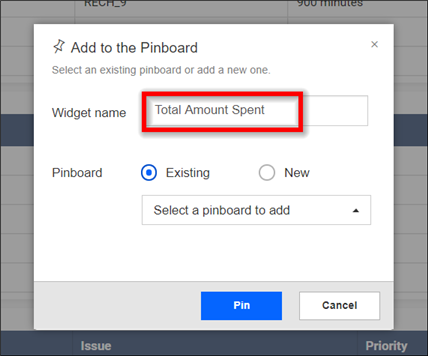 RECH_9 900 minutes
Add to the Pinboard
Select an existing pinboard or add a new one.
Widget name Total Amount Spent
Pinboard Existing New
Select a pinboard to add
Pin Cancel
Issue Priority